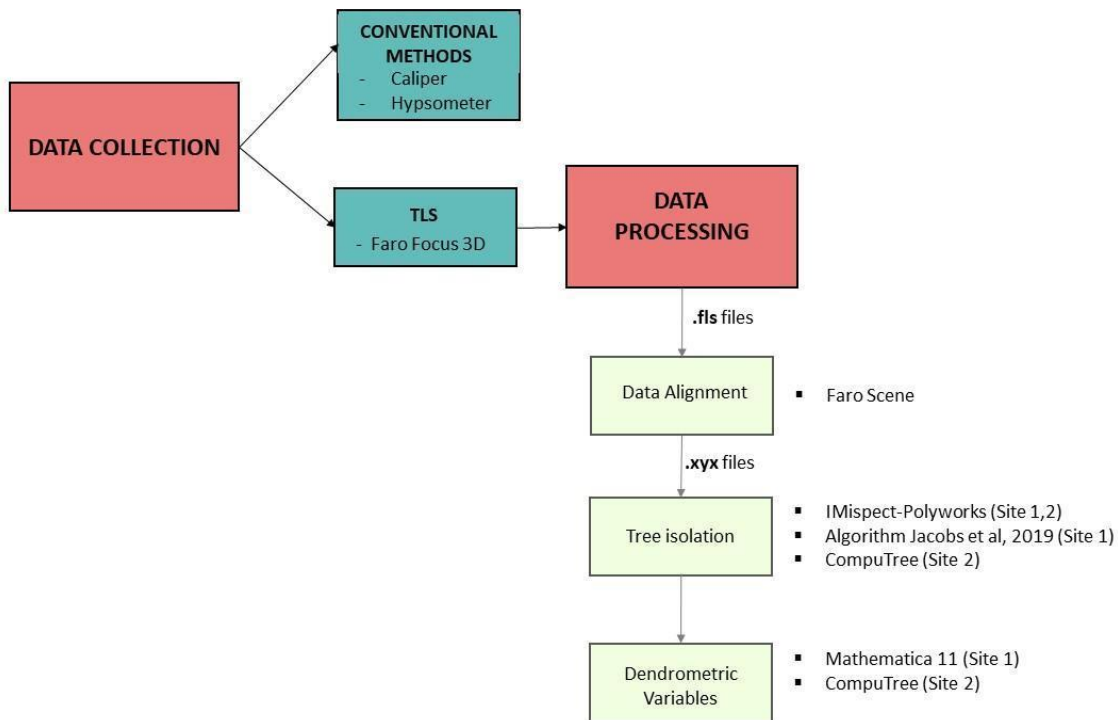 CONVENTIONAL
METHODS
- Caliper
- Hypsometer
DATA COLLECTION
TLS
- Faro Focus 3D
DATA
PROCESSING
.fls files
Data Alignment
▪ Faro Scene
.xyx files
Tree isolation
▪ IMispect-Polyworks (Site 1,2)
▪ Algorithm Jacobs et al, 2019 (Site 1)
▪ CompuTree (Site 2)
Dendrometric
Variables
▪ Mathematica 11 (Site 1)
▪ CompuTree (Site 2)